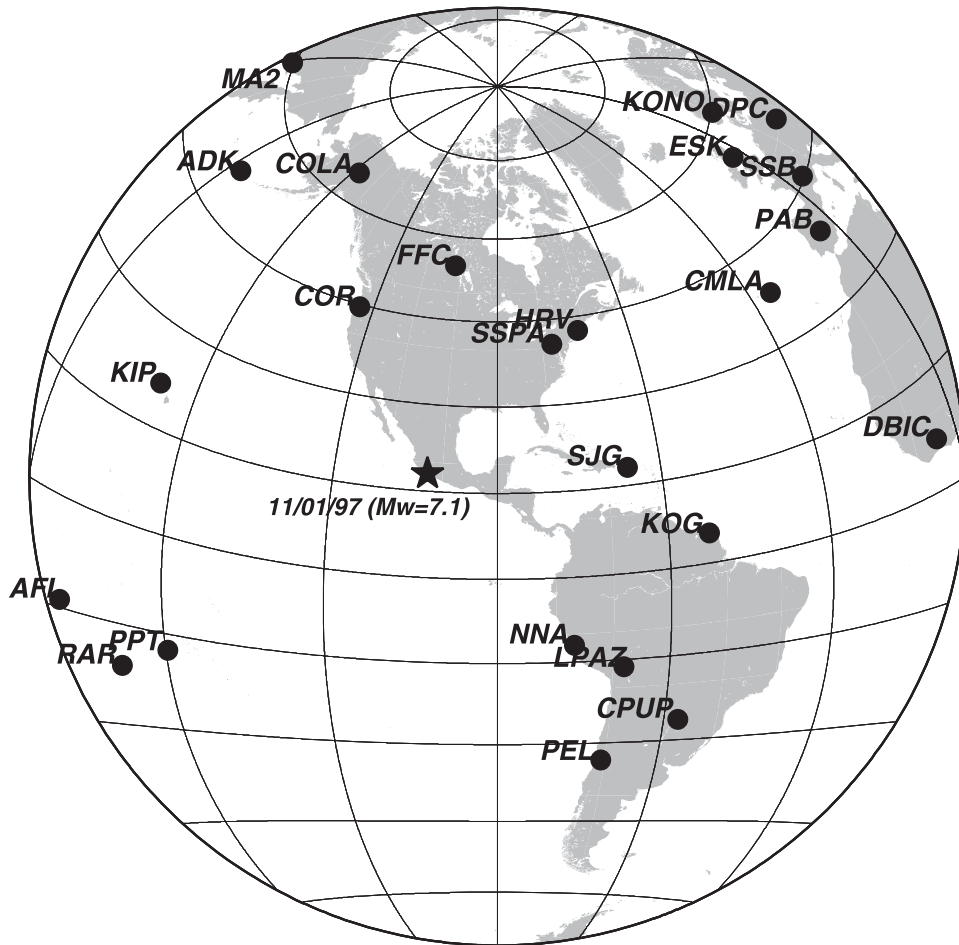 MA2
KONO
DPC
ESK
ADK
COLA
SSB
PAB
FFC
CMLA
COR
HRV
SSPA
KIP
DBIC
SJG
11/01/97 (Mw=7.1)
KOG
AFI
NNA
PPT
RAR
LPAZ
CPUP
PEL